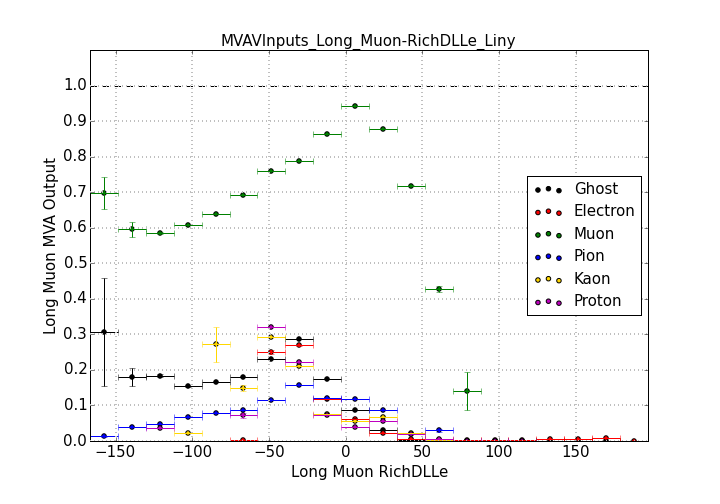 MVAVInputs_Long_Muon-RichDLLe_Liny
Long Muon MVA Output
1.0
0.9
0.8
0.7
0.6
0.5
0.4
0.3
0.2
0.1
0.0
Ghost
Electron
Muon
Pion
Kaon
Proton
−150 −100 −50 0 50 100 150
Long Muon RichDLLe